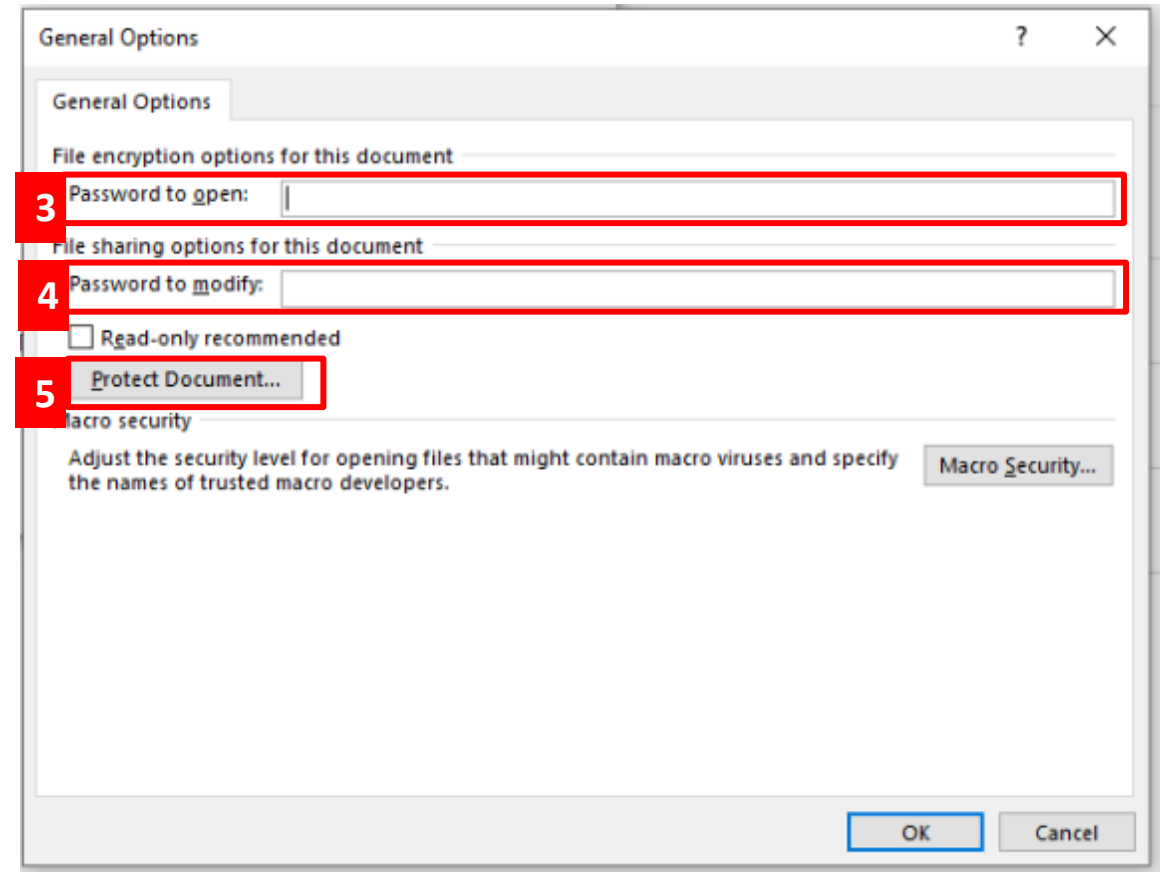 General Options ?
General Options
File encryption options for this document
3 Password to open:
File sharing options for this document
4 Password to modify:
Read-only recommended
5 Protect Document...
Macro security
Adjust the security level for opening files that might contain macro viruses and specify
the names of trusted macro developers.
Macro Security...
OK Cancel